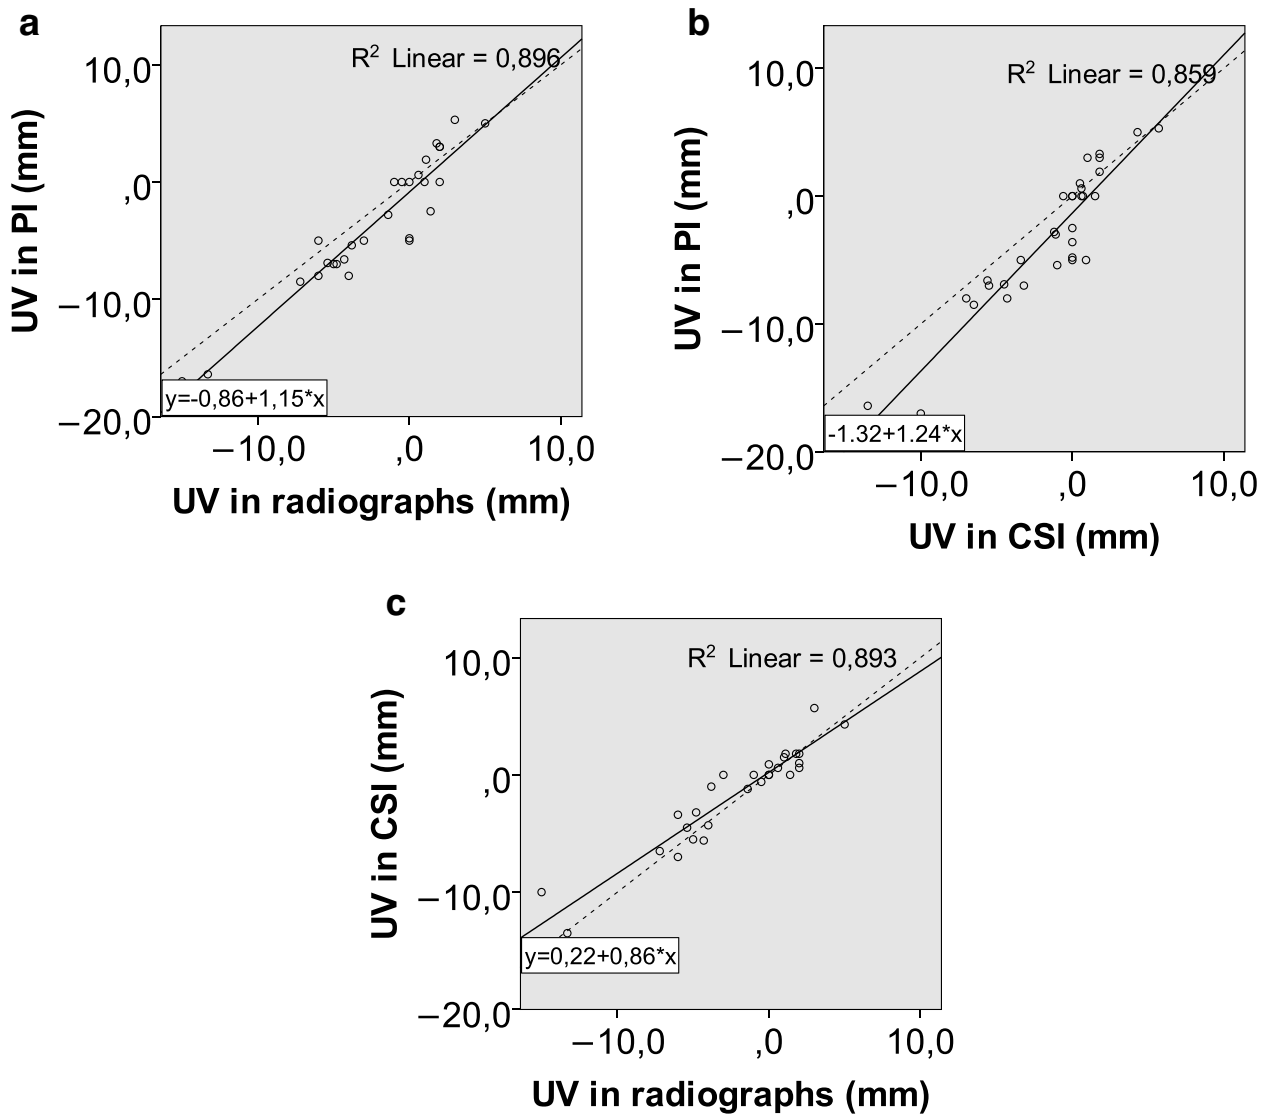 a
R2 Linear = 0,896
10,0
,0
–10,0
–20,0
UV in PI (mm)
y=-0,86+1,15*x
–10,0 ,0 10,0
UV in radiographs (mm)
b
R2 Linear = 0,859
10,0
,0
–10,0
–20,0
UV in PI (mm)
-1.32+1.24*x
–10,0 ,0 10,0
UV in CSI (mm)
c
R2 Linear = 0,893
10,0
,0
–10,0
–20,0
UV in CSI (mm)
y=0,22+0,86*x
–10,0 ,0 10,0
UV in radiographs (mm)